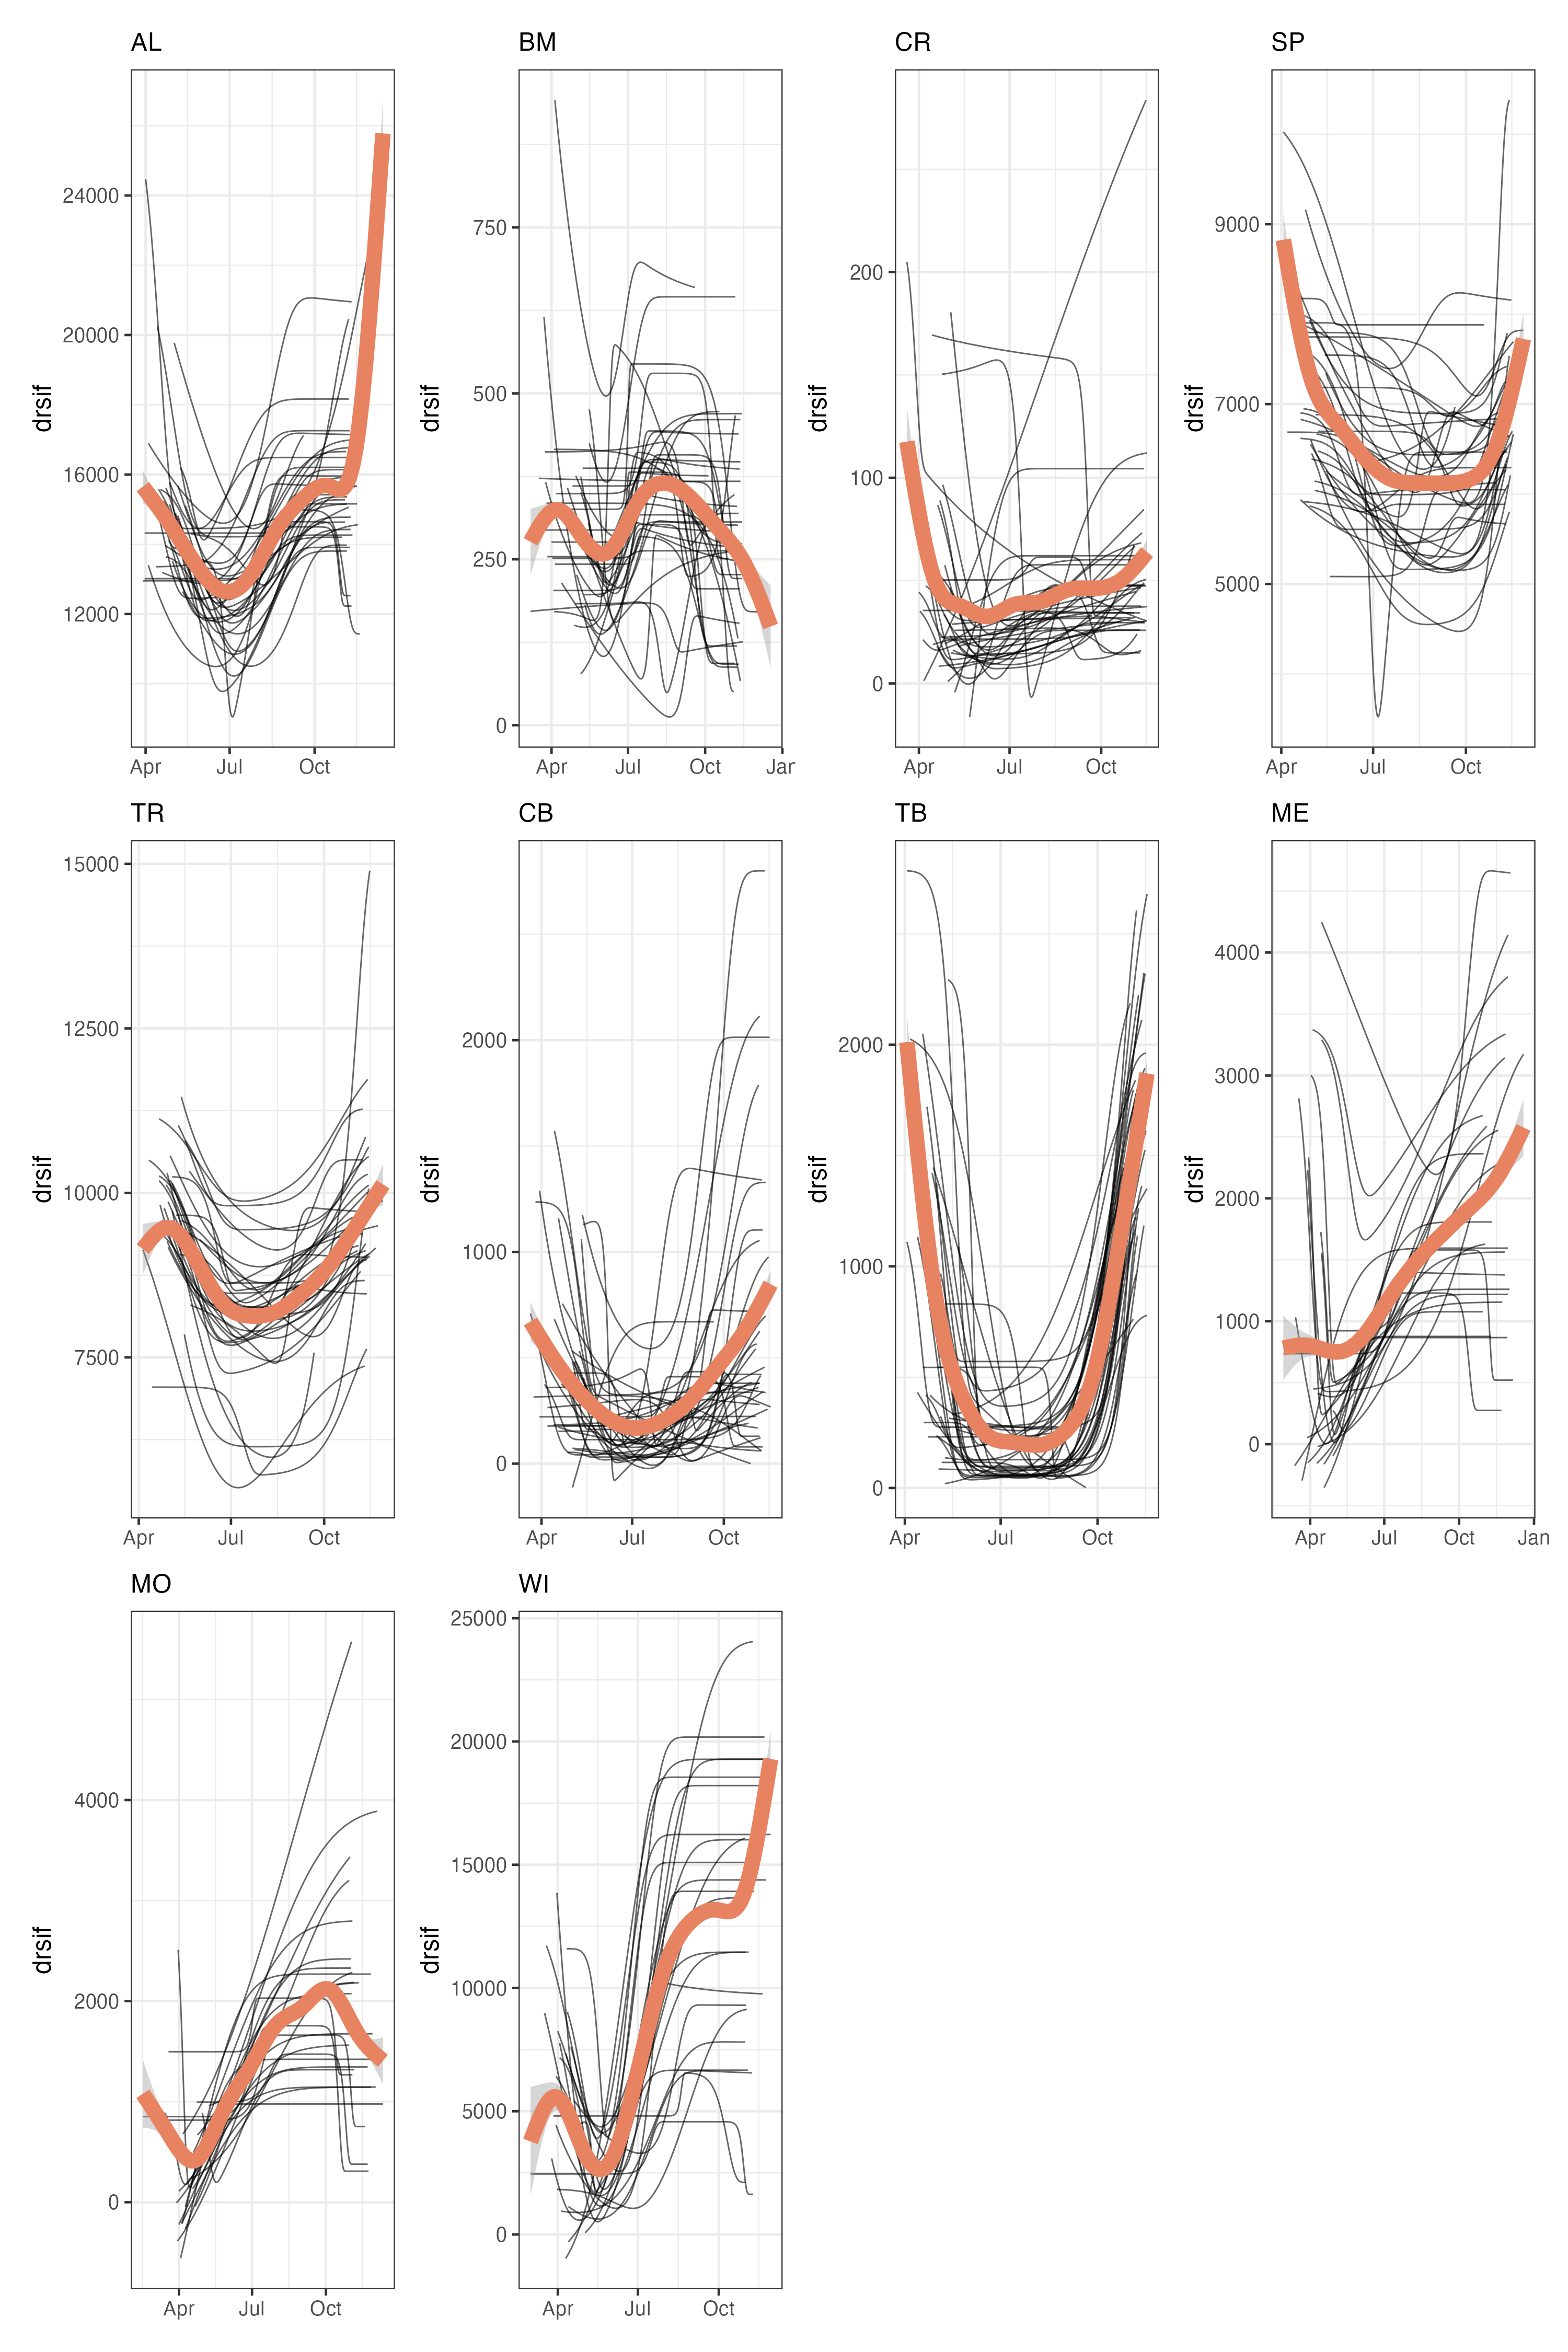 AL
drsif
24000
20000
16000
12000
Apr Jul Oct
BM
drsif
750
500
250
0
Apr Jul Oct Jan
CR
drsif
200
100
0
Apr Jul Oct
SP
drsif
9000
7000
5000
Apr Jul Oct
TR
drsif
15000
12500
10000
7500
Apr Jul Oct
CB
drsif
2000
1000
0
Apr Jul Oct
TB
drsif
2000
1000
0
Apr Jul Oct
ME
drsif
4000
3000
2000
1000
0
Apr Jul Oct Jan
MO
drsif
4000
2000
0
Apr Jul Oct
WI
drsif
25000
20000
15000
10000
5000
0
Apr Jul Oct